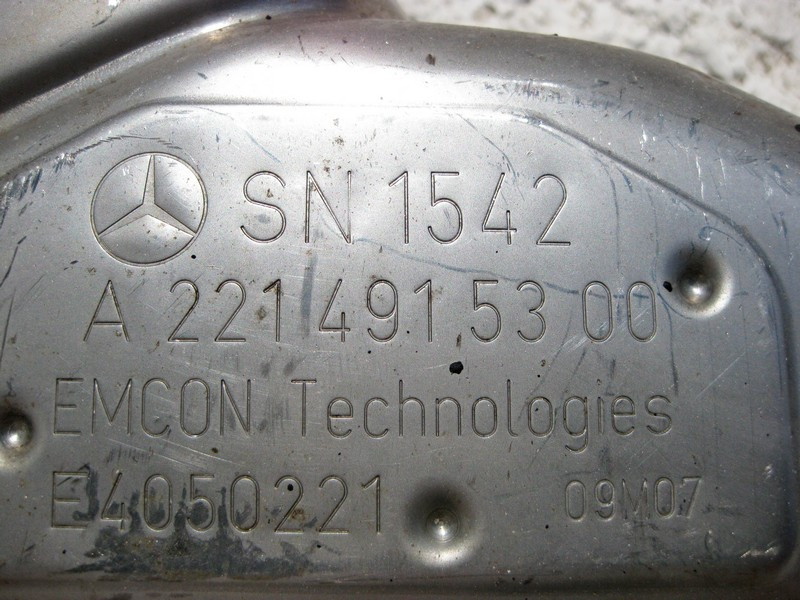 SN 1542
A 221 491 53 00
EMCON Technologies
E4050221
09M07